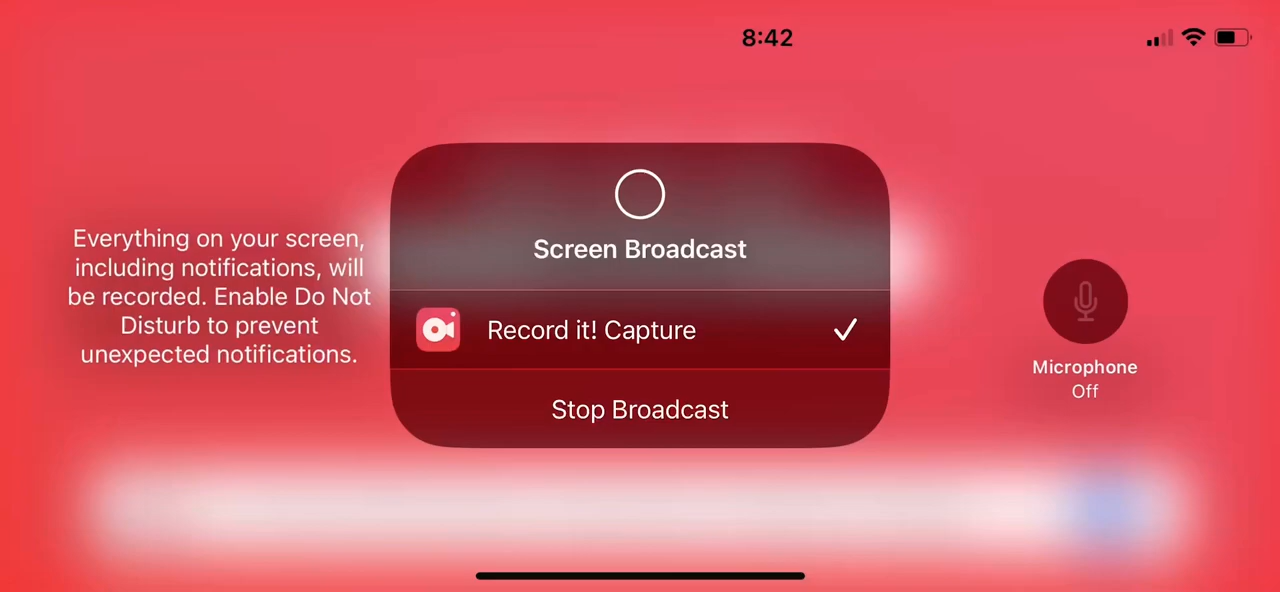 8:42
Everything on your screen,
including notifications, will
be recorded. Enable Do Not
Disturb to prevent
unexpected notifications.
Screen Broadcast
Record it! Capture
Stop Broadcast
Microphone
Off